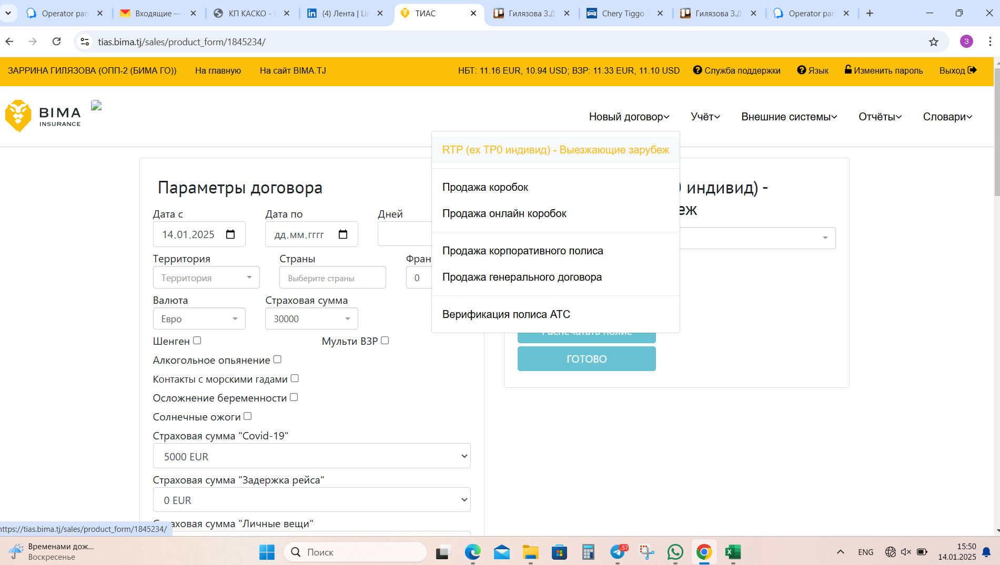 Operator pan
Входящие —
КП КАСКО -
(4) Лента | Lin
ТИАС
Гилязова З.Д
Chery Tiggo 7
Гилязова З.Д
Operator pan
tias.bima.tj/sales/product_form/1845234/
З
ЗАРРИНА ГИЛЯЗОВА (ОПП-2 (БИМА ГО))
На главную
На сайт BIMA.TJ
НБТ: 11.16 EUR, 10.94 USD; ВЗР: 11.33 EUR, 11.10 USD
Служба поддержки
Язык
Изменить пароль
Выход
BIMA
INSURANCE
Новый договор
Учёт
Внешние системы
Отчёты
Словари
RTP (ex TP0 индивид) - Выезжающие зарубеж
Продажа коробок
Продажа онлайн коробок
Продажа корпоративного полиса
Продажа генерального договора
Верификация полиса АТС
Параметры договора
Дата с
Дата по
Дней
14.01.2025
дд.мм.гггг
Территория
Страны
Фран
Территория
Выберите страны
0
Валюта
Страховая сумма
Евро
30000
Шенген
Мульти ВЗР
Алкогольное опьянение
Контакты с морскими гадами
Осложнение беременности
Солнечные ожоги
Страховая сумма "Covid-19"
5000 EUR
Страховая сумма "Задержка рейса"
0 EUR
Страховая сумма "Личные вещи"
индивид) -
еж
Распечатать полис
ГОТОВО
https://tias.bima.tj/sales/product_form/1845234/
Временами дож...
Воскресенье
Поиск
57
ENG
15:50
14.01.2025